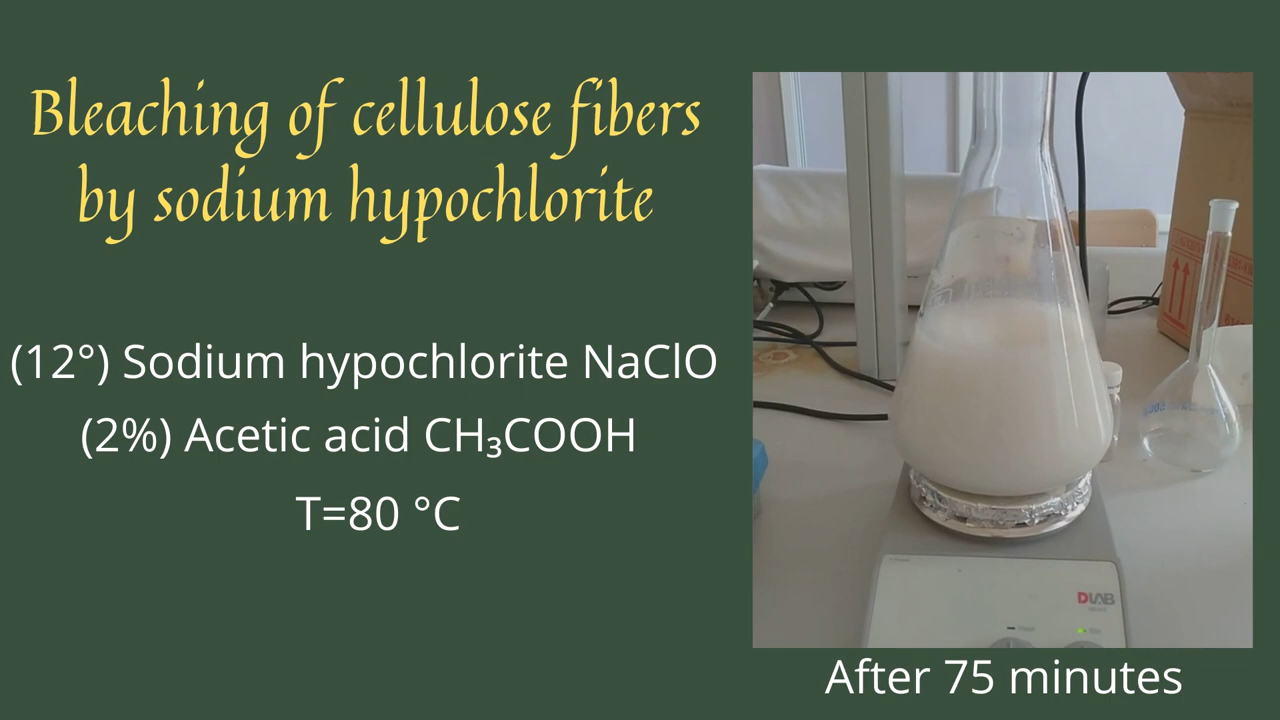 Bleaching of cellulose fibers
by sodium hypochlorite
(12°) Sodium hypochlorite NaClO
(2%) Acetic acid CH₃COOH
T=80 °C
DLAB
After 75 minutes